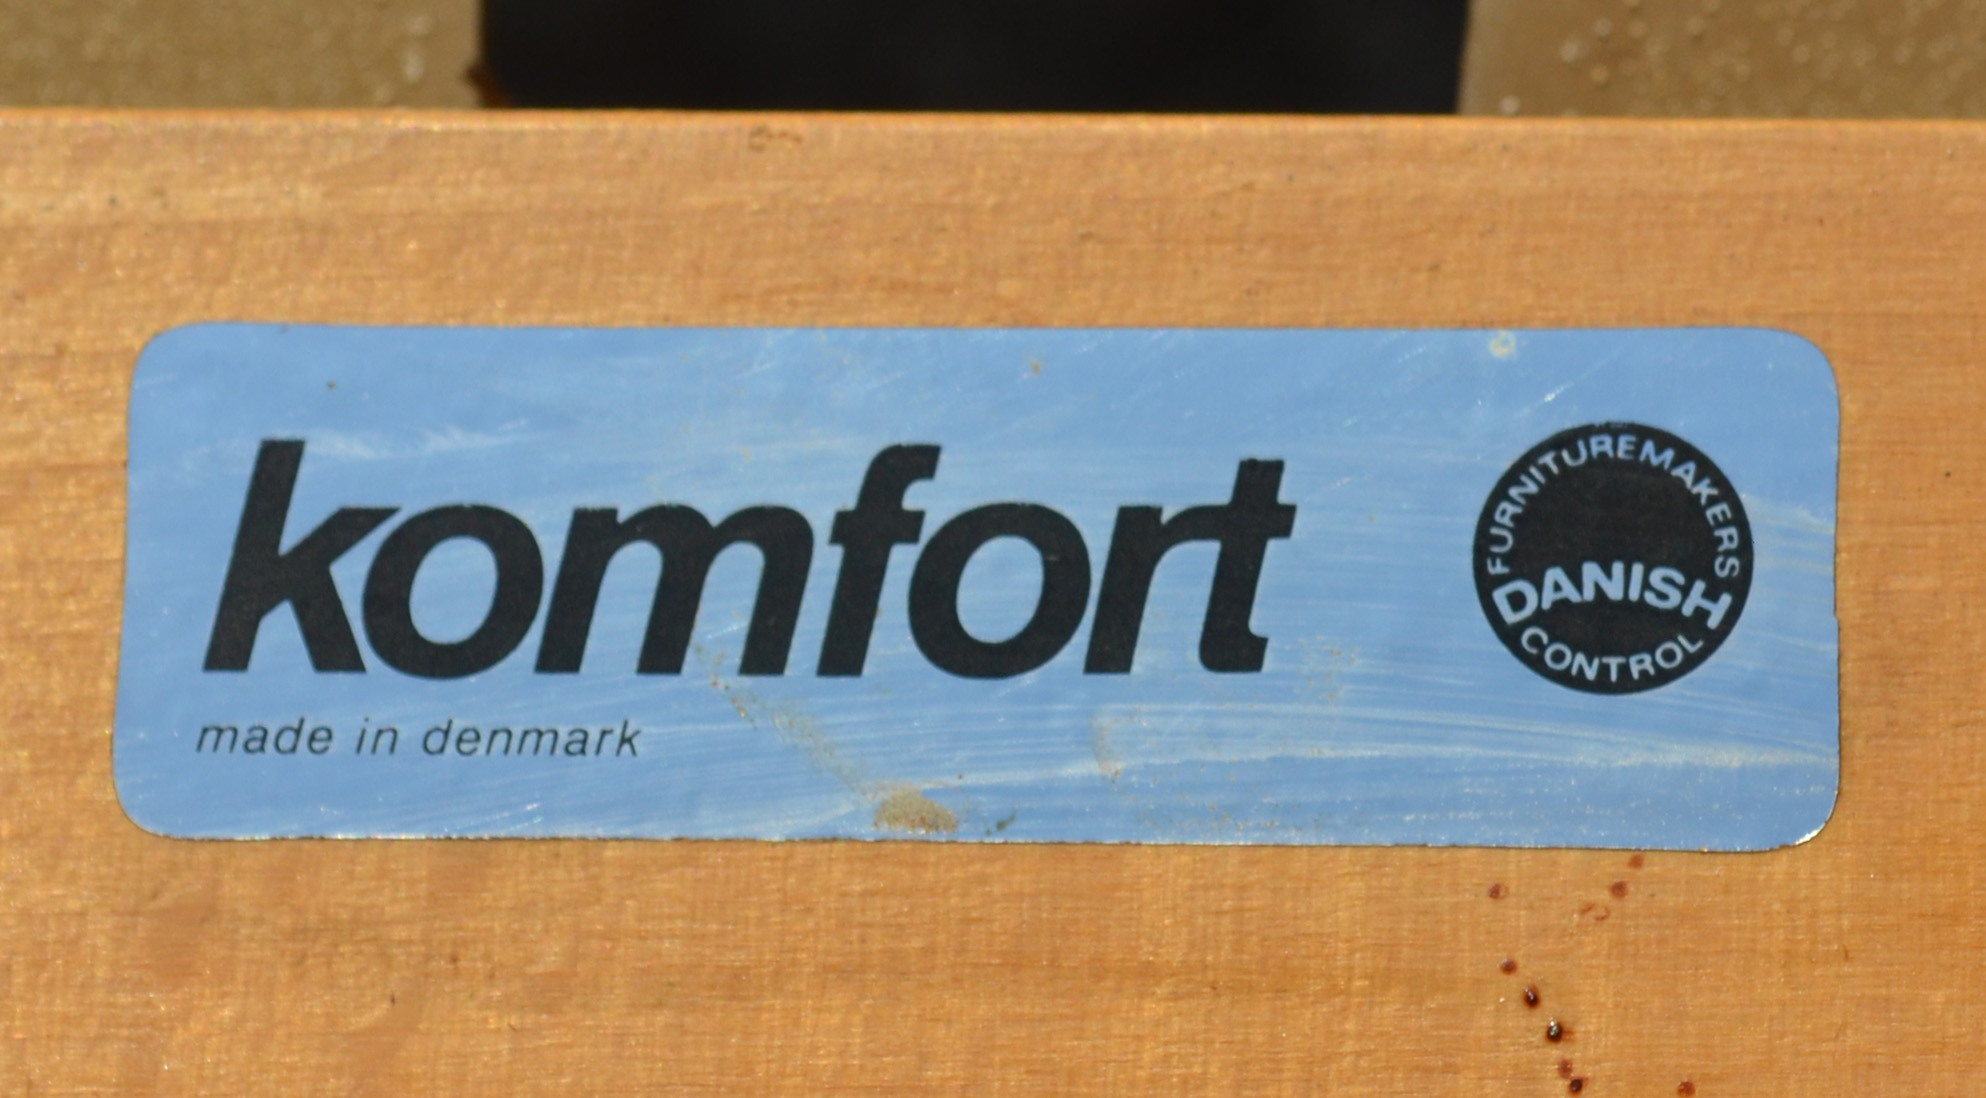 komfort
made in denmark
FURNITUREMAKERS
DANISH
CONTROL